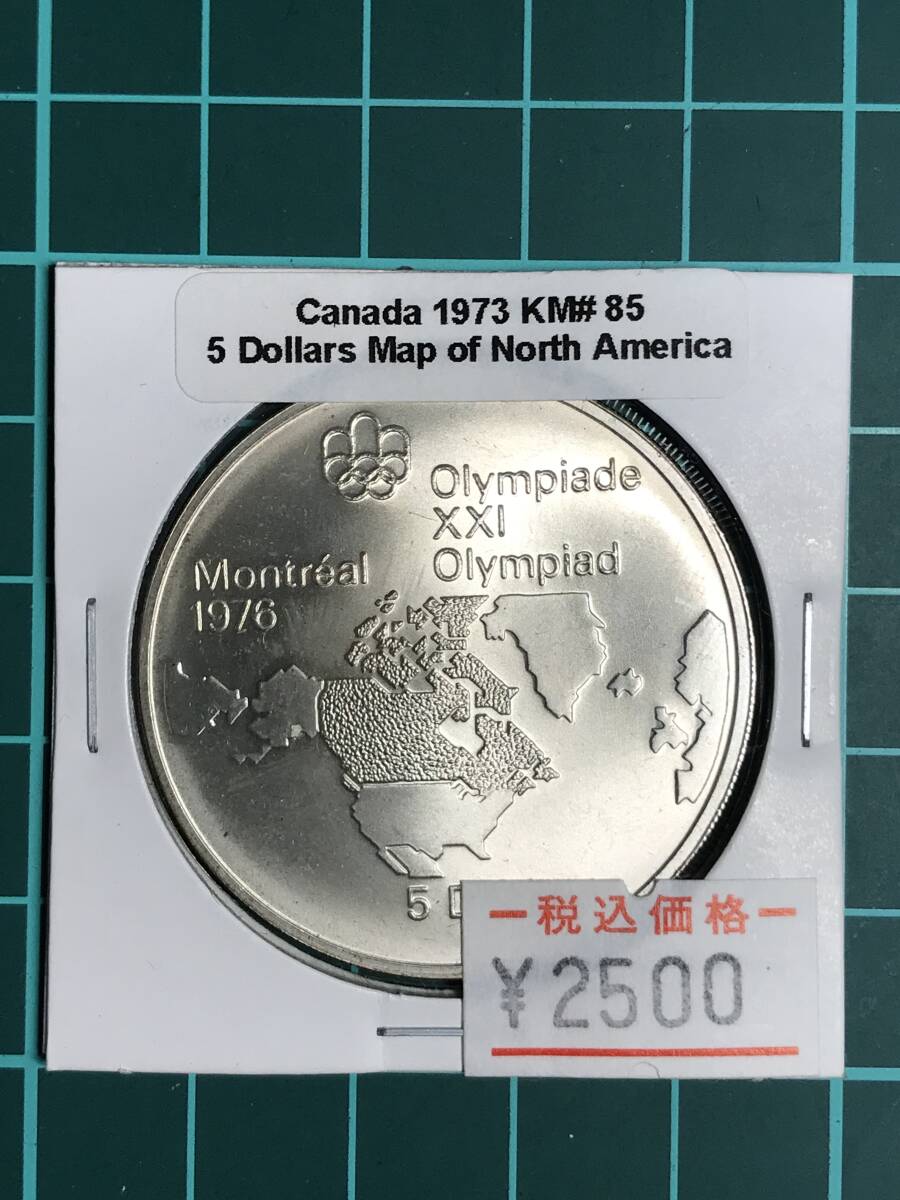 Canada 1973 KM# 85
5 Dollars Map of North America
Olympiade
XXI
Olympiad
Montréal
1976
5 D
税込価格
¥2500